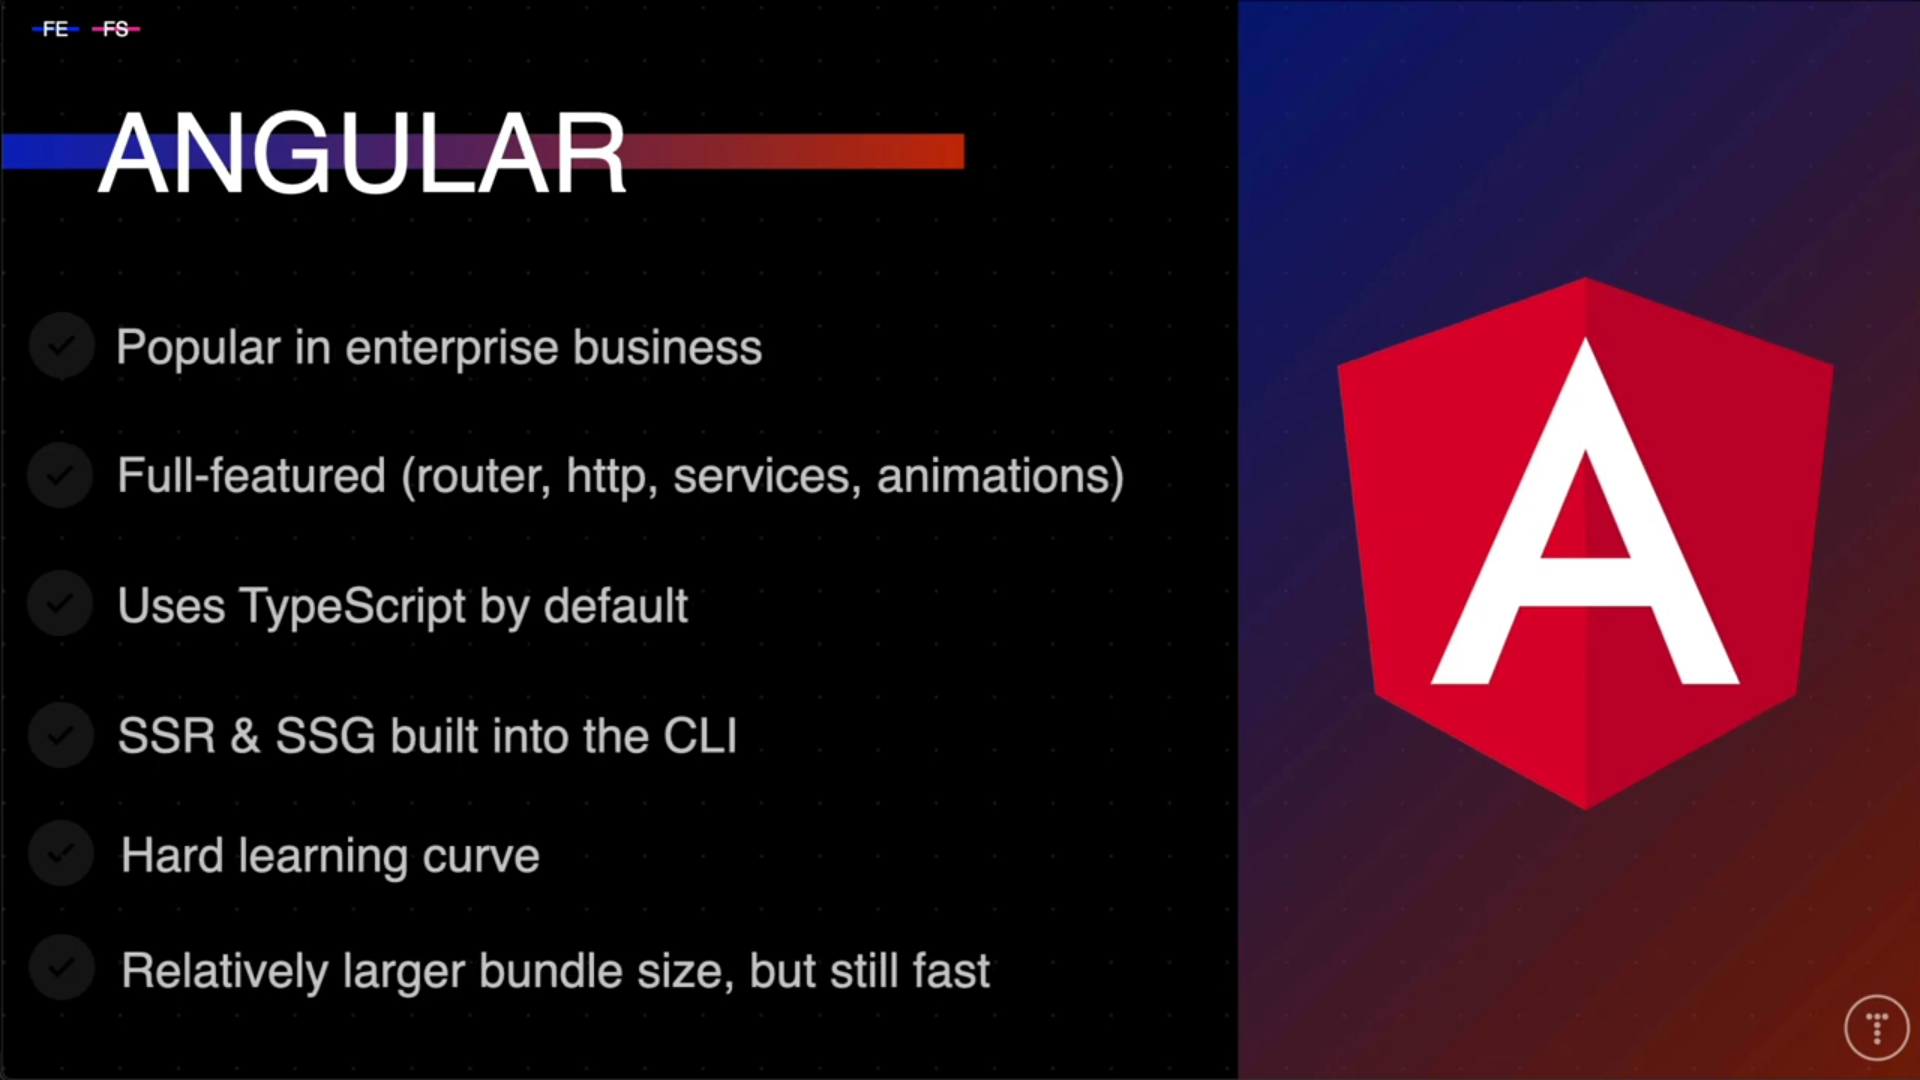 FE FS
ANGULAR
Popular in enterprise business
Full-featured (router, http, services, animations)
Uses TypeScript by default
SSR & SSG built into the CLI
Hard learning curve
Relatively larger bundle size, but still fast
A
T